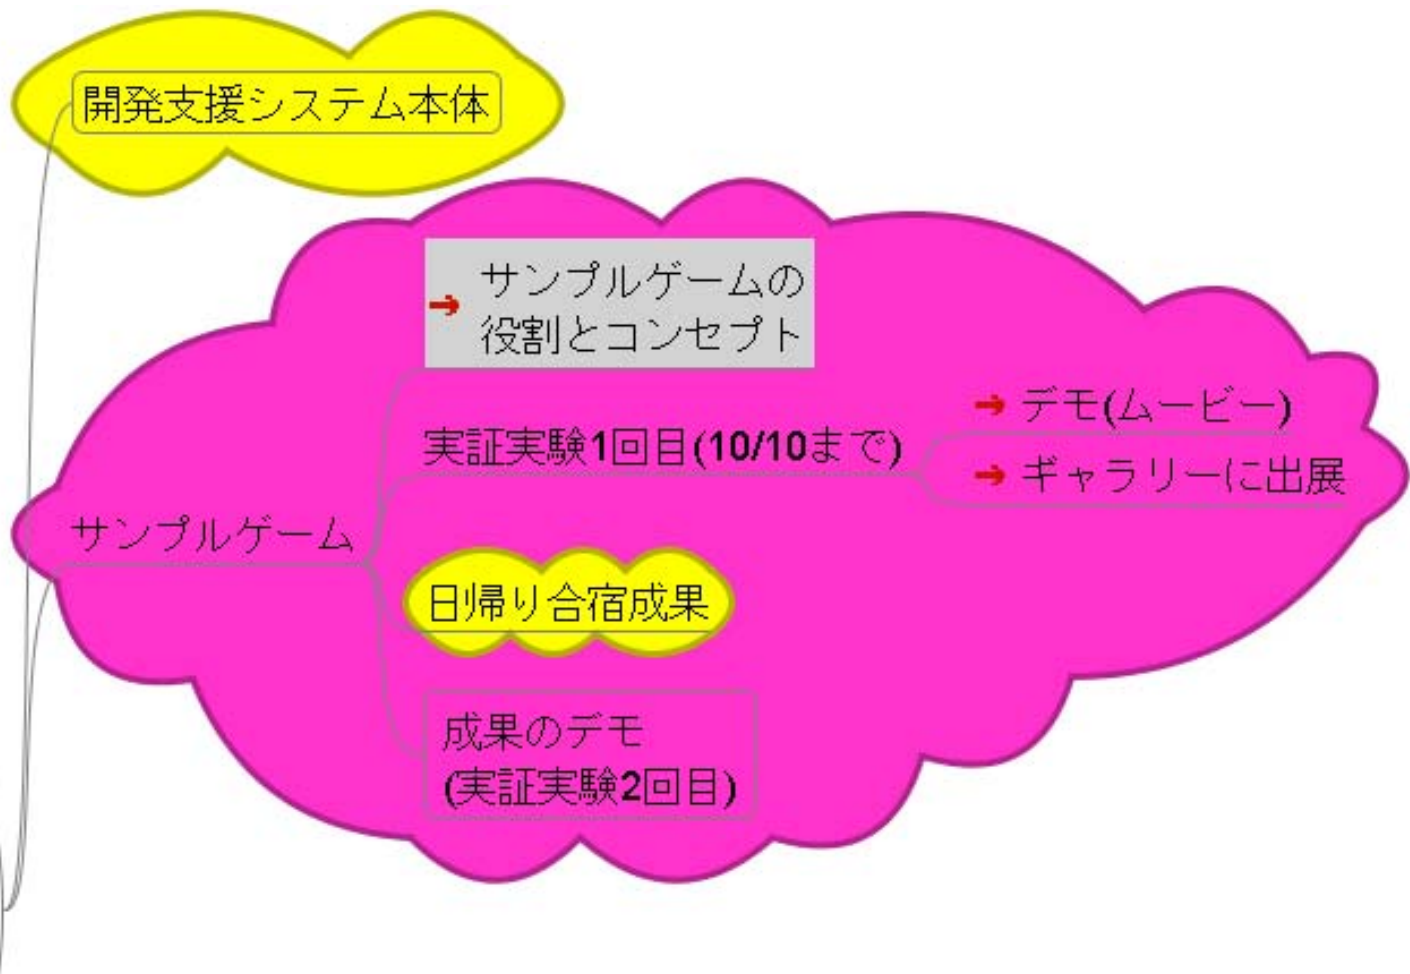 開発支援システム本体
サンプルゲームの
役割とコンセプト
デモ(ムービー)
実証実験1回目(10/10まで)
ギャラリーに出展
サンプルゲーム
日帰り合宿成果
成果のデモ
(実証実験2回目)